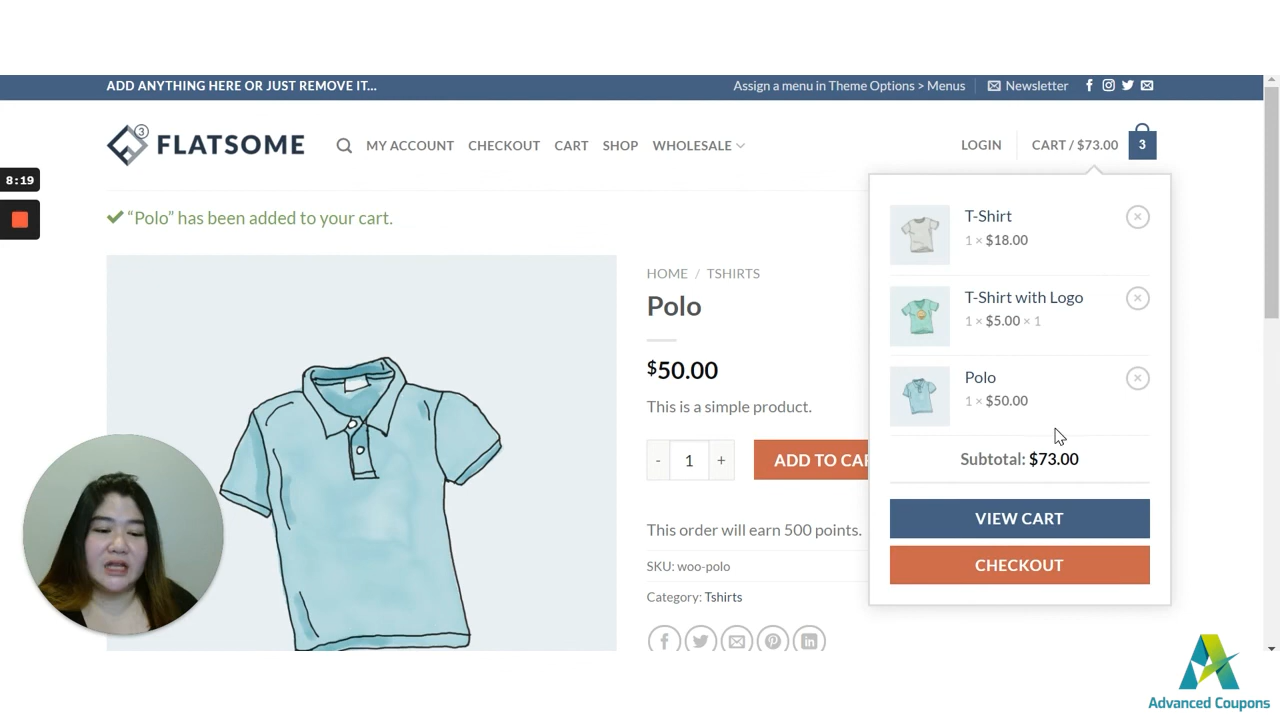 ADD ANYTHING HERE OR JUST REMOVE IT...
Assign a menu in Theme Options > Menus
Newsletter
3
FLATSOME
MY ACCOUNT
CHECKOUT
CART
SHOP
WHOLESALE
LOGIN
CART / $73.00
3
8:19
“Polo” has been added to your cart.
T-Shirt
1 × $18.00
T-Shirt with Logo
1 × $5.00 × 1
Polo
1 × $50.00
Subtotal: $73.00
VIEW CART
CHECKOUT
HOME / TSHIRTS
Polo
$50.00
This is a simple product.
- 1 +
ADD TO CAR
This order will earn 500 points.
SKU: woo-polo
Category: Tshirts
Advanced Coupons